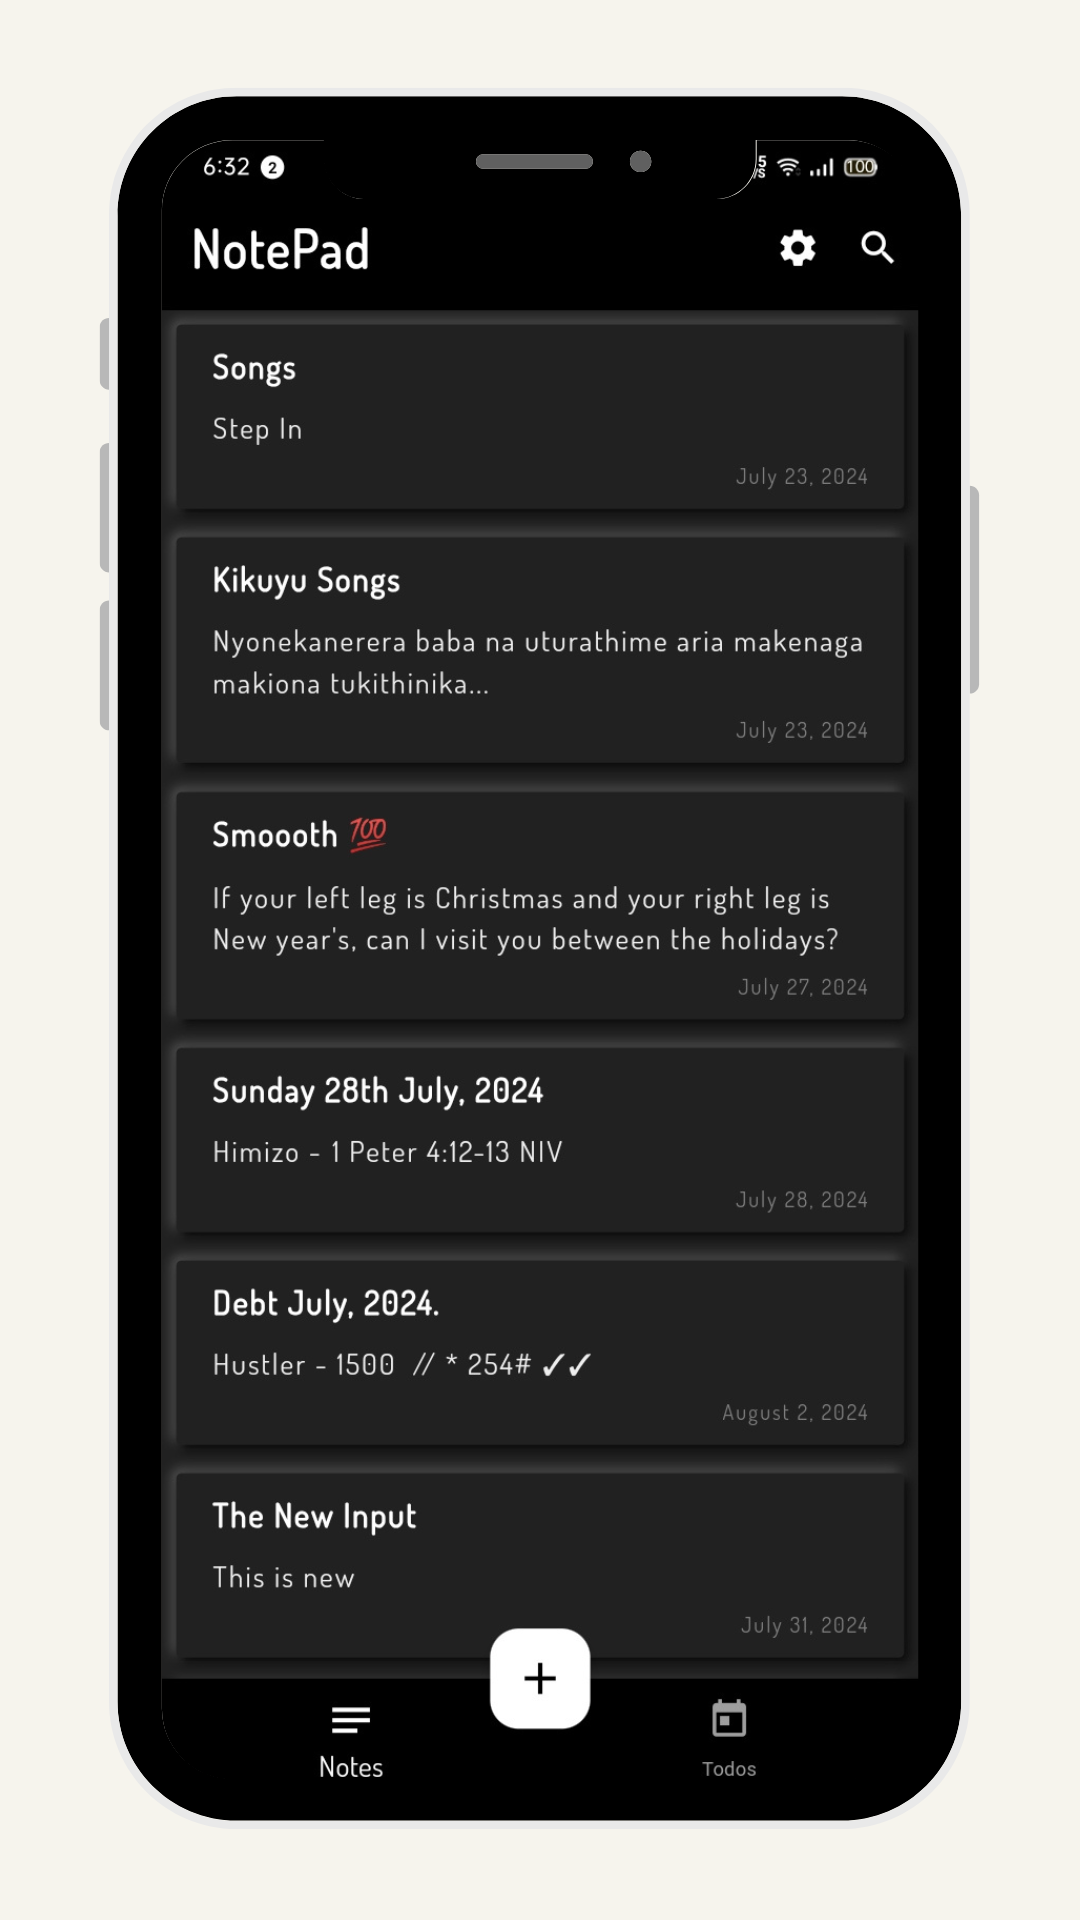 6:32 2 5/s 100
NotePad
Songs
Step In
July 23, 2024
Kikuyu Songs
Nyonekanerera baba na uturathime aria makenaga
makiona tukithinika...
July 23, 2024
Smoooth 💯
If your left leg is Christmas and your right leg is
New year's, can I visit you between the holidays?
July 27, 2024
Sunday 28th July, 2024
Himizo - 1 Peter 4:12-13 NIV
July 28, 2024
Debt July, 2024.
Hustler - 1500 // * 254# ✓✓
August 2, 2024
The New Input
This is new
July 31, 2024
+
Notes Todos